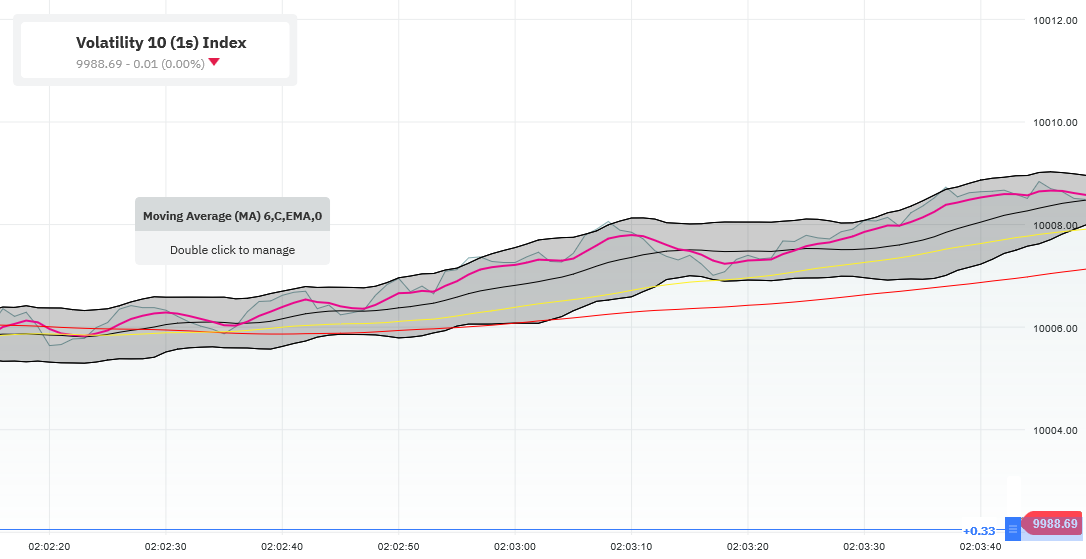 Volatility 10 (1s) Index
9988.69 - 0.01 (0.00%)
Moving Average (MA) 6,C,EMA,0
Double click to manage
10012.00
10010.00
10008.00
10006.00
10004.00
+0.33
9988.69
02:02:20 02:02:30 02:02:40 02:02:50 02:03:00 02:03:10 02:03:20 02:03:30 02:03:40